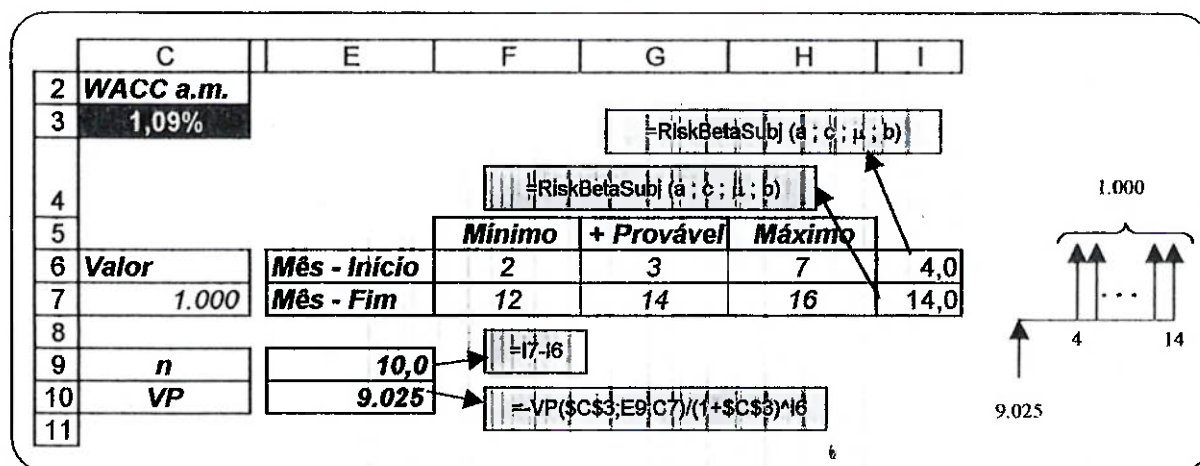 C E F G H I
2 WACC a.m.
3 1,09% =RiskBetaSubj (a ; c ; µ ; b)
4 =RiskBetaSubj (a ; c ; µ ; b)
1.000
5 Mínimo + Provável Máximo
6 Valor Mês - Início 2 3 7 4,0
7 1.000 Mês - Fim 12 14 16 14,0
. . .
4 14
8
9 n 10,0 =I7-I6
10 VP 9.025 =-VP($C$3;E9;C7)/(1+$C$3)^I6
9.025
11